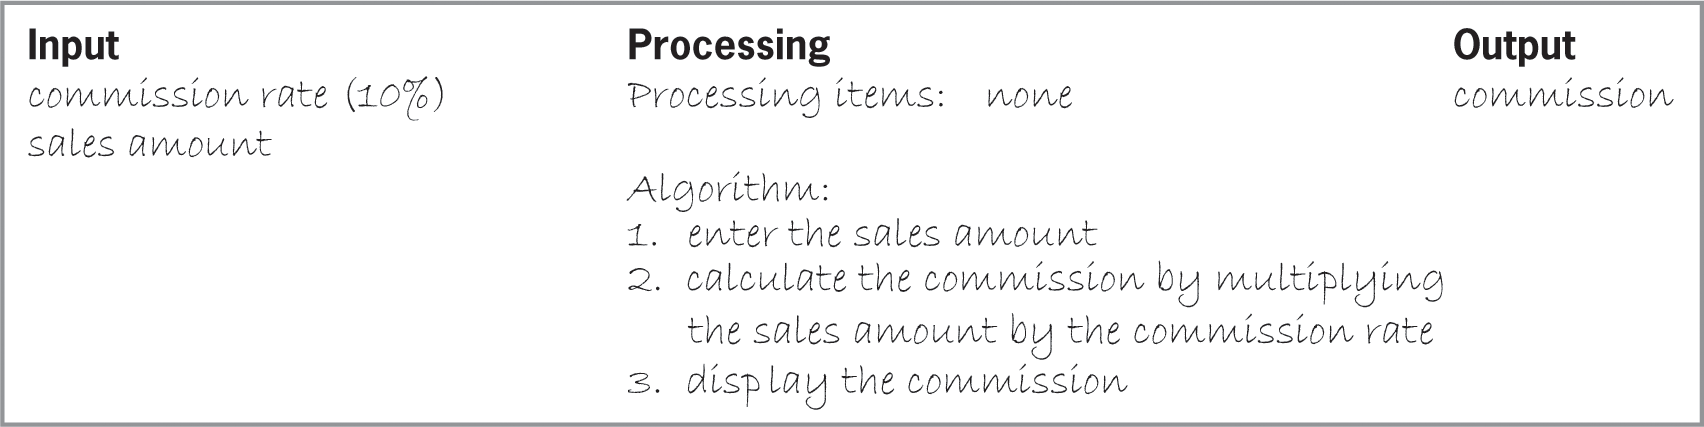 Input
commission rate (10%)
sales amount
Processing
Processing items: none
Algorithm:
1. enter the sales amount
2. calculate the commission by multiplying
the sales amount by the commission rate
3. display the commission
Output
commission